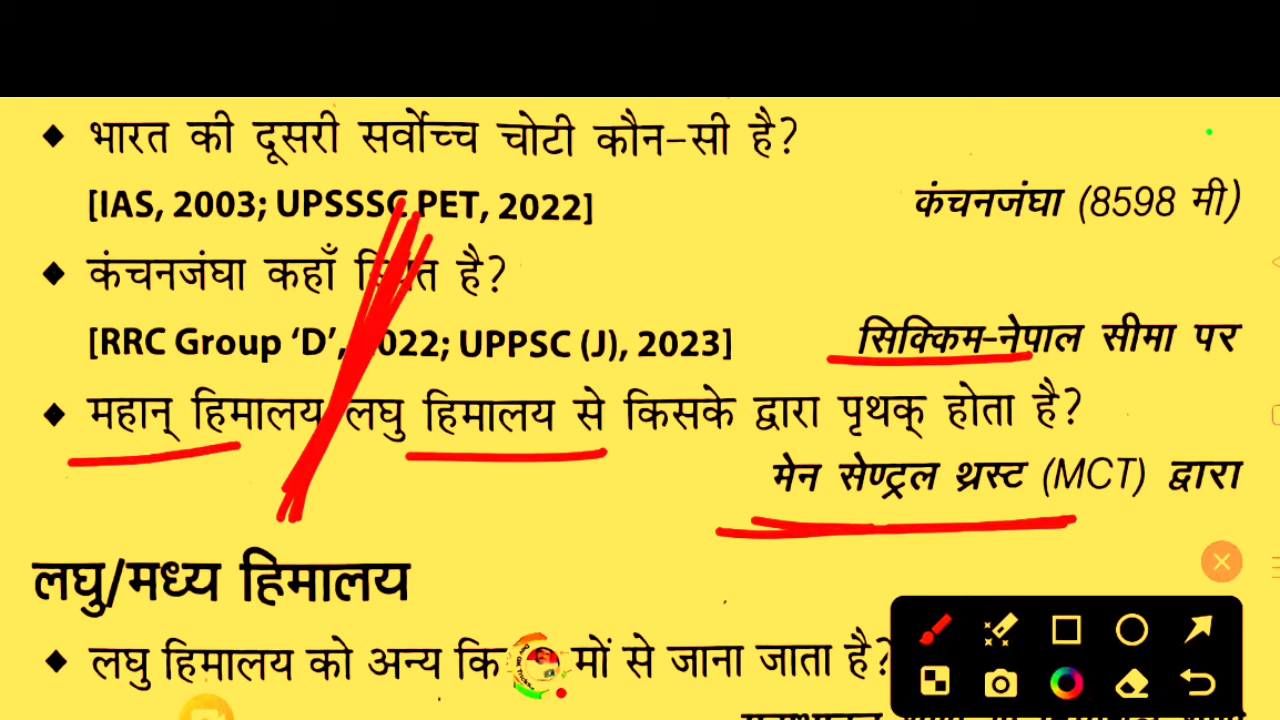 ◆ भारत की दूसरी सर्वोच्च चोटी कौन-सी है?
[IAS, 2003; UPSSSC PET, 2022] कंचनजंघा (8598 मी)
◆ कंचनजंघा कहाँ स्थित है?
[RRC Group ‘D’, 2022; UPPSC (J), 2023] सिक्किम-नेपाल सीमा पर
◆ महान् हिमालय लघु हिमालय से किसके द्वारा पृथक् होता है?
मेन सेण्ट्रल थ्रस्ट (MCT) द्वारा
लघु/मध्य हिमालय
◆ लघु हिमालय को अन्य कि मों से जाना जाता है?